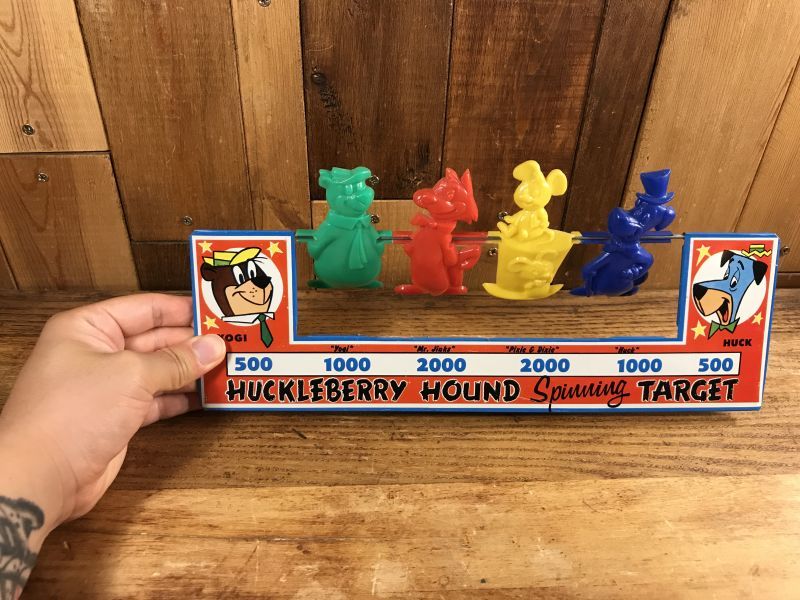 YOGI HUCK
"Yogi" "Mr. Jinks" "Pixie & Dixie" "Huck"
500 1000 2000 2000 1000 500
HUCKLEBERRY HOUND Spinning TARGET